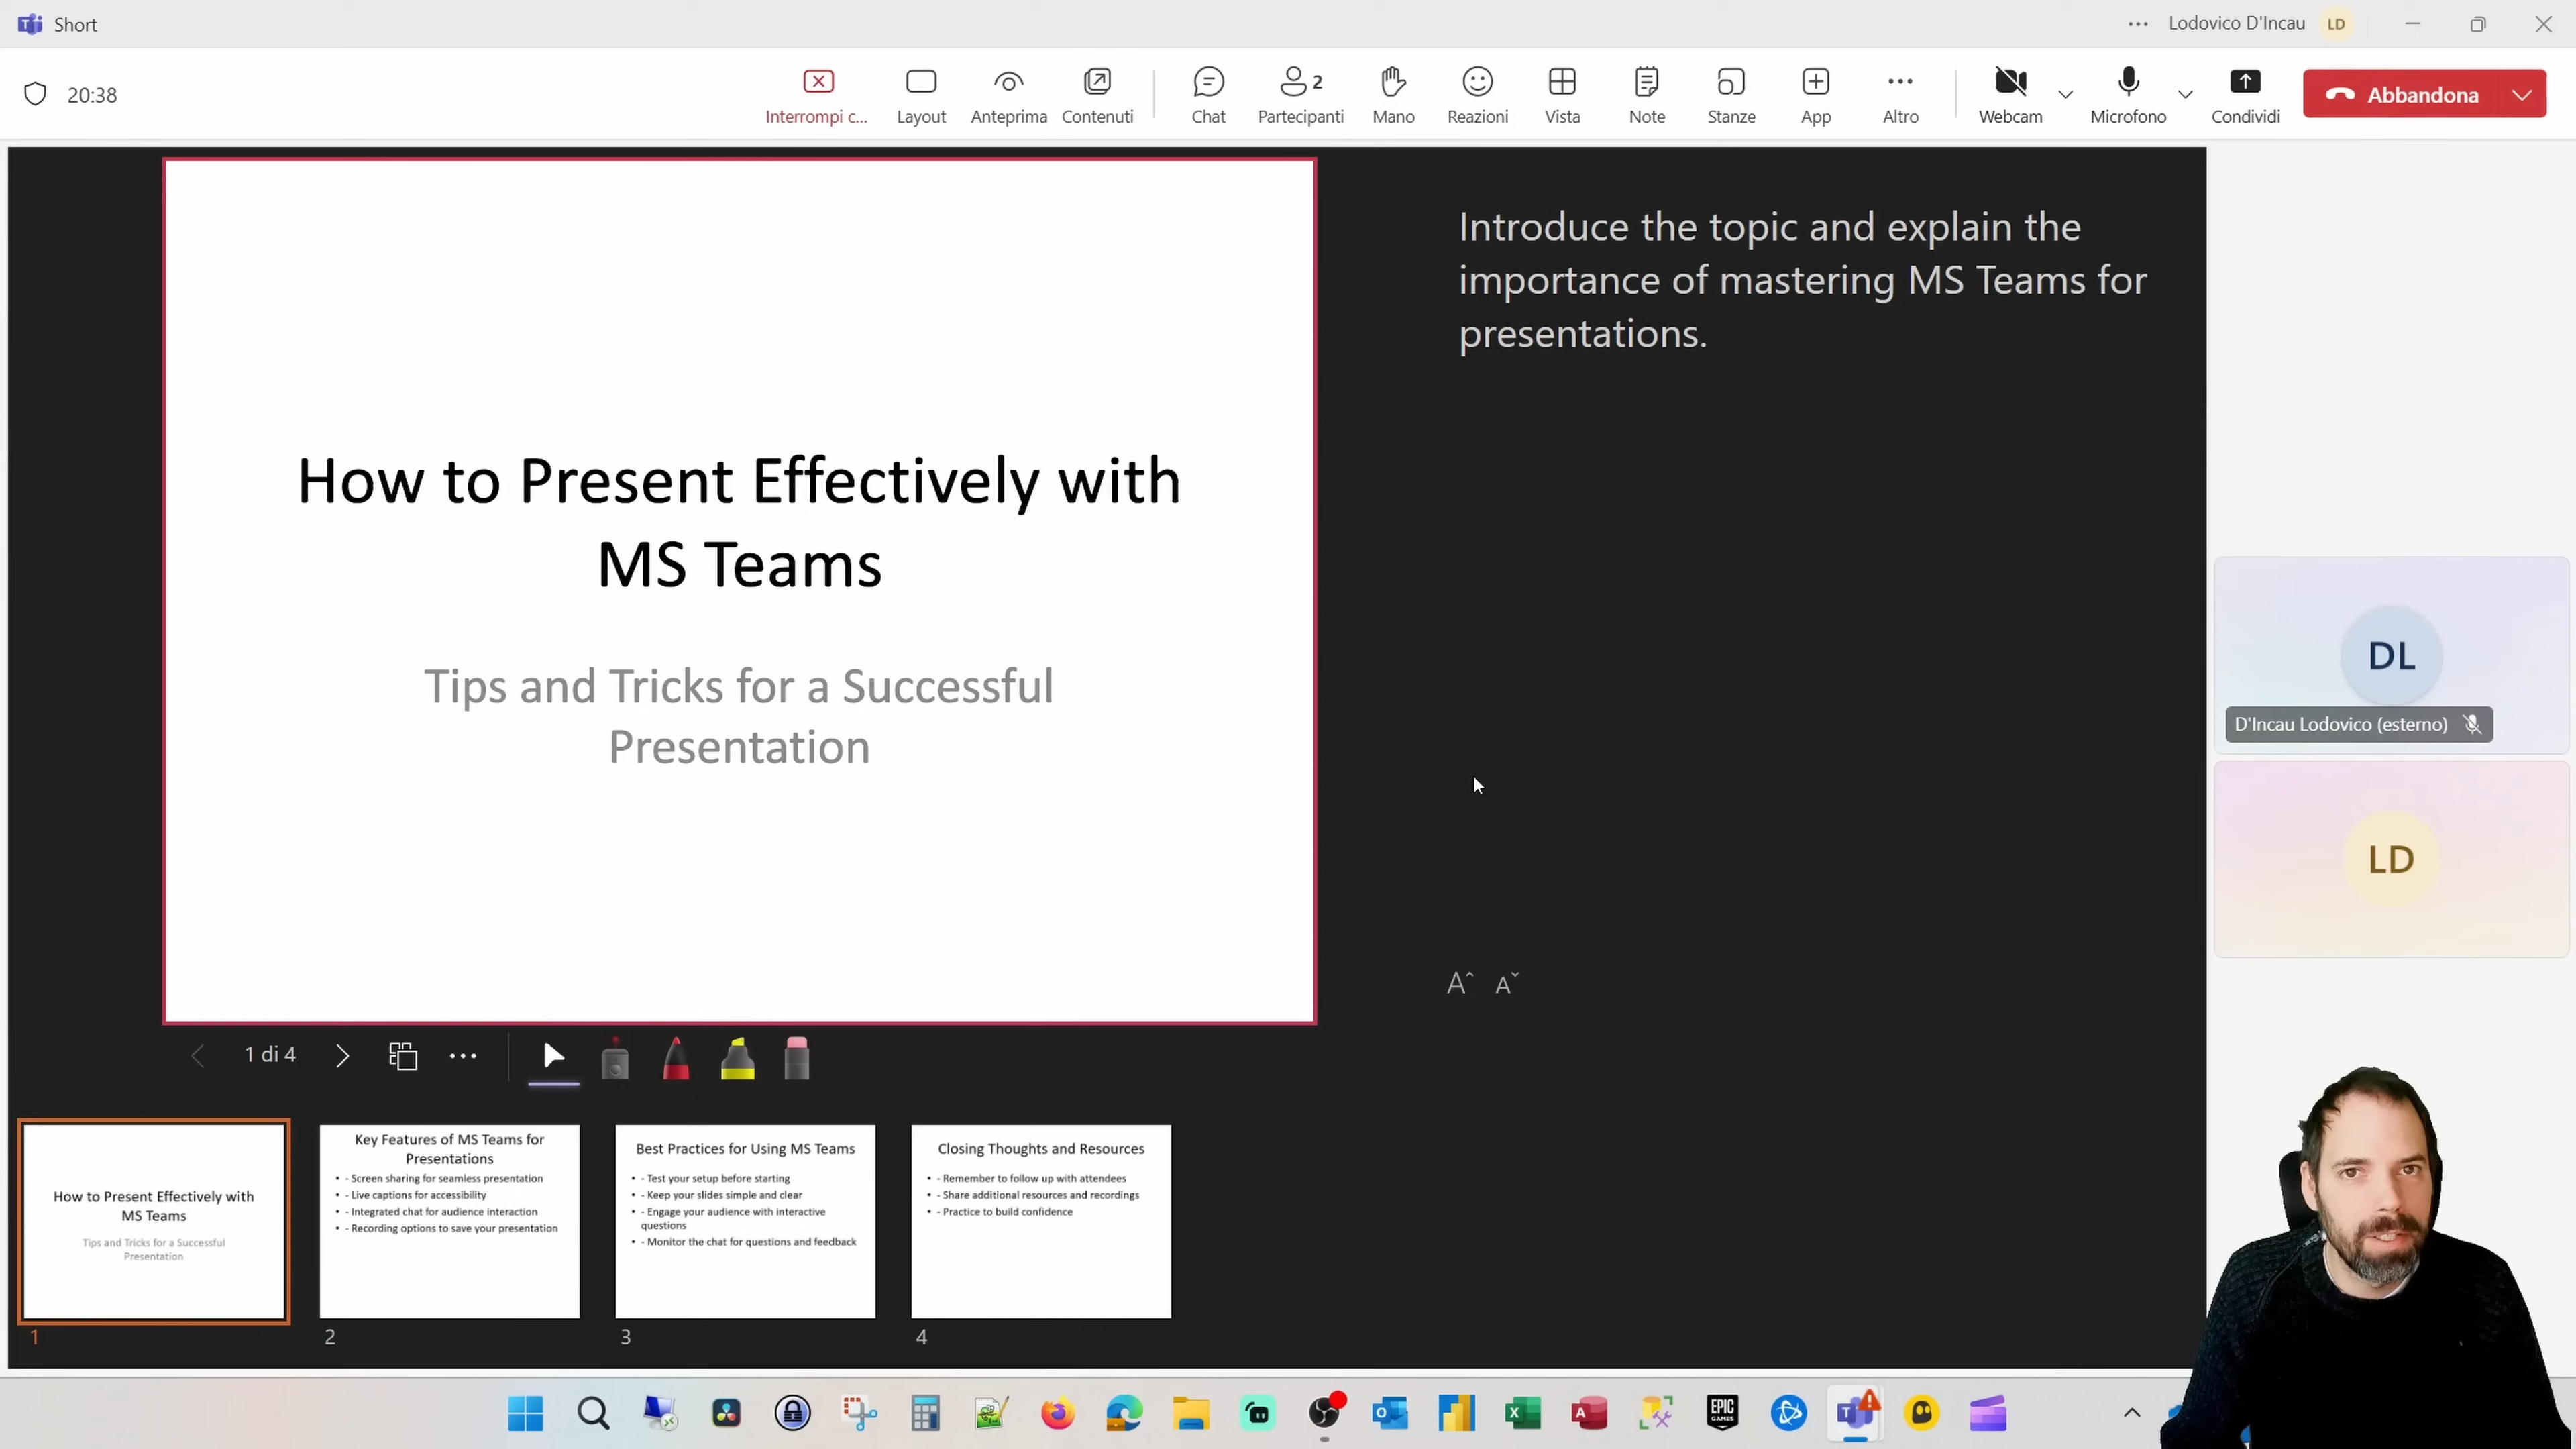 Short
Lodovico D'Incau
LD
20:38
Interrompi c...
Layout
Anteprima
Contenuti
Chat
2
Partecipanti
Mano
Reazioni
Vista
Note
Stanze
App
Altro
Webcam
Microfono
Condividi
Abbandona
How to Present Effectively with
MS Teams
Tips and Tricks for a Successful
Presentation
Introduce the topic and explain the
importance of mastering MS Teams for
presentations.
DL
D'Incau Lodovico (esterno)
LD
A A
1 di 4
How to Present Effectively with
MS Teams
Tips and Tricks for a Successful
Presentation
1
Key Features of MS Teams for
Presentations
• - Screen sharing for seamless presentation
• - Live captions for accessibility
• - Integrated chat for audience interaction
• - Recording options to save your presentation
2
Best Practices for Using MS Teams
• - Test your setup before starting
• - Keep your slides simple and clear
• - Engage your audience with interactive
questions
• - Monitor the chat for questions and feedback
3
Closing Thoughts and Resources
• - Remember to follow up with attendees
• - Share additional resources and recordings
• - Practice to build confidence
4
EPIC
GAMES